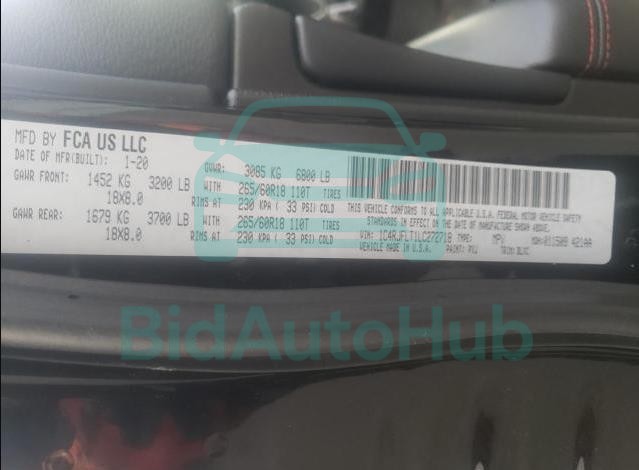 MFD BY FCA US LLC
DATE OF MFR(BUILT): 1-20
GVWR: 3085 KG 6800 LB
GAWR FRONT: 1452 KG 3200 LB WITH 265/60R18 110T TIRES
18X8.0 RIMS AT 230 KPA ( 33 PSI) COLD
GAWR REAR: 1679 KG 3700 LB WITH 265/60R18 110T TIRES
18X8.0 RIMS AT 230 KPA ( 33 PSI) COLD
THIS VEHICLE CONFORMS TO ALL APPLICABLE U.S.A. FEDERAL MOTOR VEHICLE SAFETY
STANDARDS IN EFFECT ON THE DATE OF MANUFACTURE SHOWN ABOVE.
VIN: 1C4RJFLT1LC272718 TYPE: MPV MDH: 011509 421AA
MADE IN U.S.A. PAINT: TRIM:
BidAutoHub